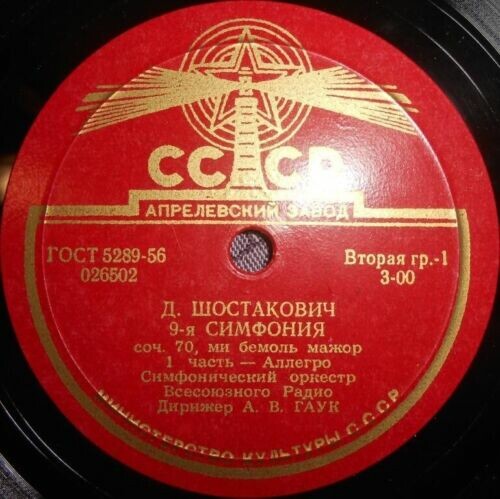 СССР
АПРЕЛЕВСКИЙ ЗАВОД
ГОСТ 5289-56
026502
Вторая гр.-1
3-00
Д. ШОСТАКОВИЧ
9-я СИМФОНИЯ
соч. 70, ми бемоль мажор
1 часть — Аллегро
Симфонический оркестр
Всесоюзного Радио
Дирижер А. В. ГАУК
МИНИСТЕРСТВО КУЛЬТУРЫ СССР